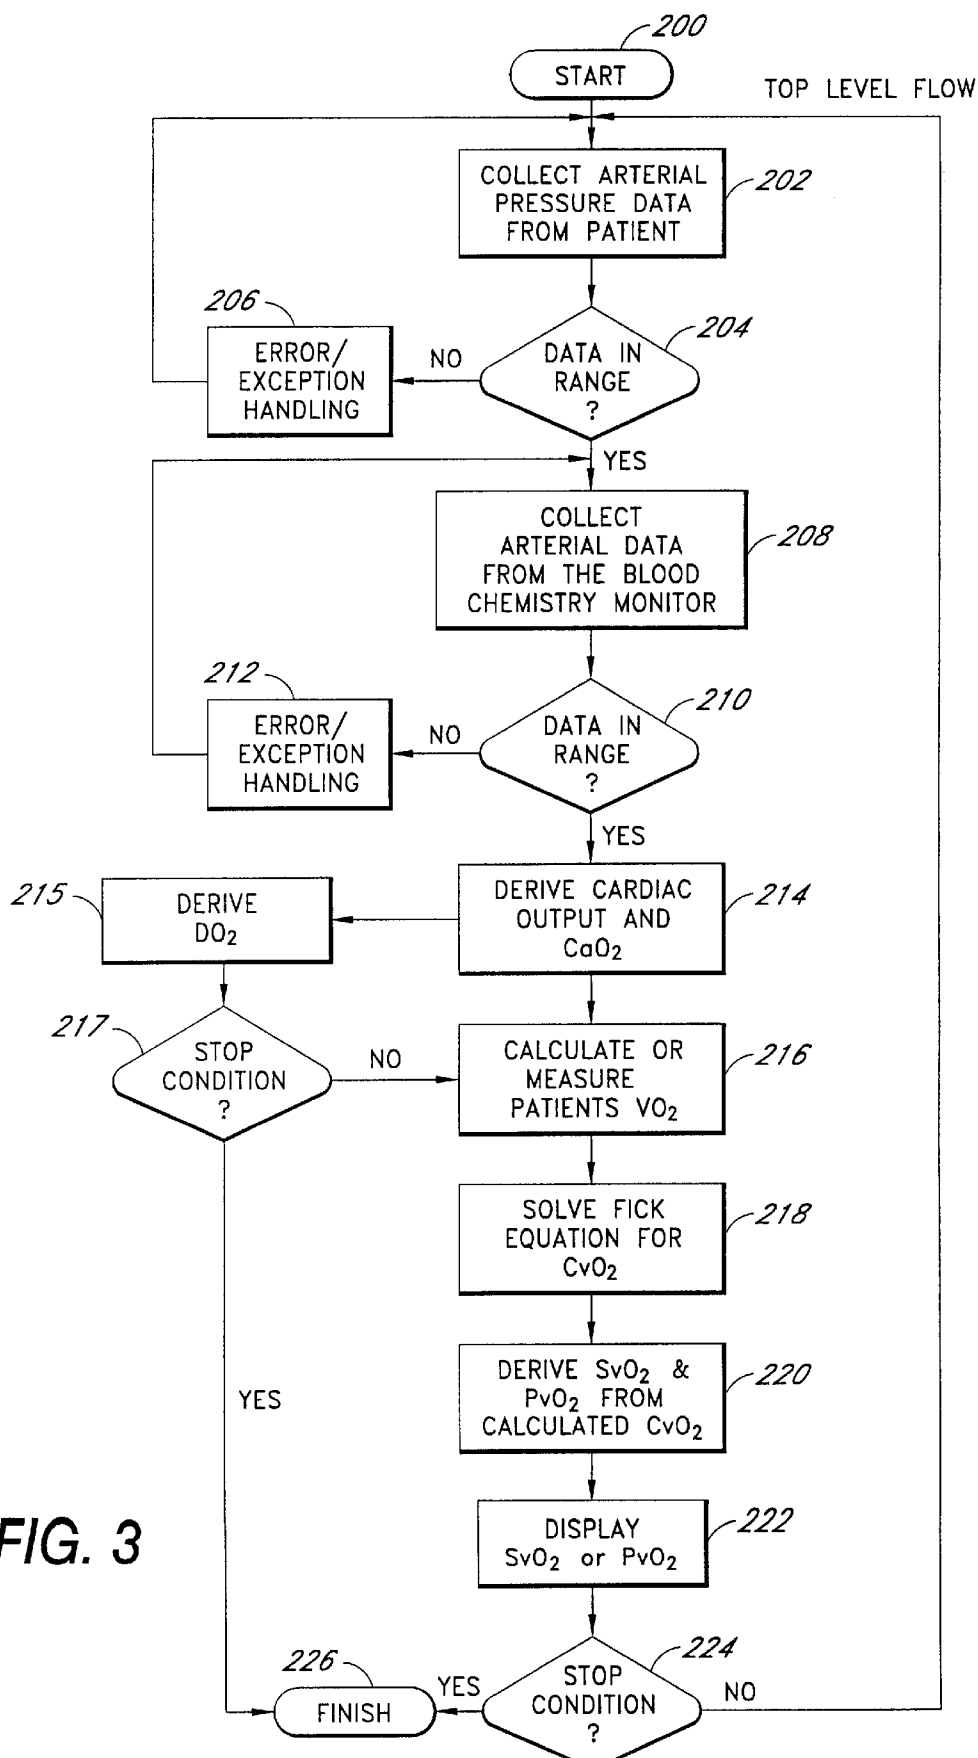 200
START
TOP LEVEL FLOW
COLLECT ARTERIAL
PRESSURE DATA
FROM PATIENT
202
206
ERROR/
EXCEPTION
HANDLING
NO
204
DATA IN
RANGE
?
YES
COLLECT
ARTERIAL DATA
FROM THE BLOOD
CHEMISTRY MONITOR
208
212
ERROR/
EXCEPTION
HANDLING
NO
210
DATA IN
RANGE
?
YES
215
DERIVE
DO₂
DERIVE CARDIAC
OUTPUT AND
CaO₂
214
217
STOP
CONDITION
?
NO
CALCULATE OR
MEASURE
PATIENTS VO₂
216
SOLVE FICK
EQUATION FOR
CvO₂
218
DERIVE SvO₂ &
PvO₂ FROM
CALCULATED CvO₂
220
YES
DISPLAY
SvO₂ or PvO₂
222
FIG. 3
226
FINISH
YES
224
STOP
CONDITION
?
NO